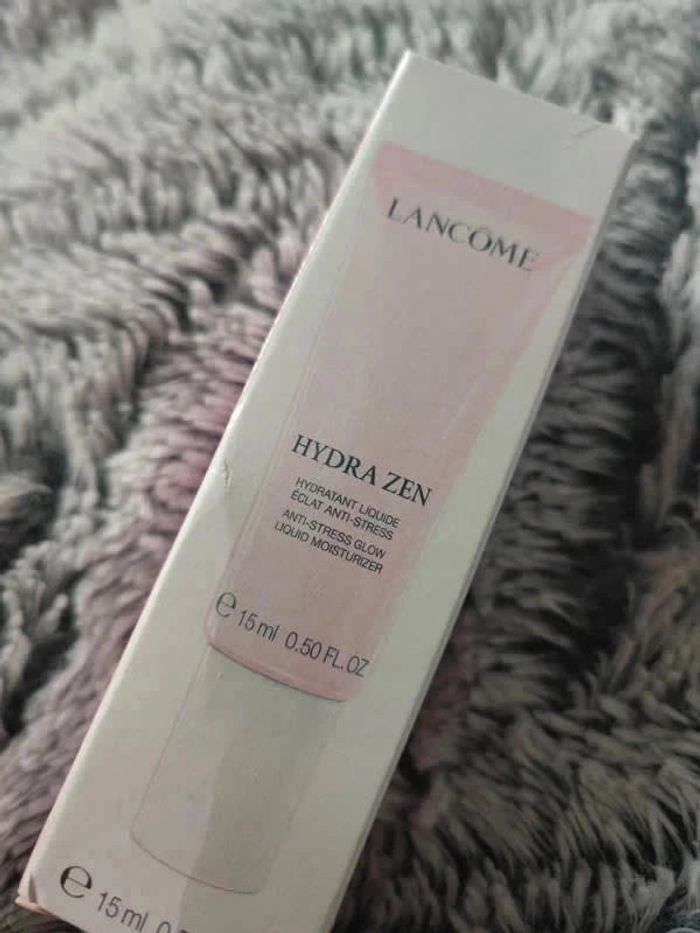 LANCÔME
HYDRA ZEN
HYDRATANT LIQUIDE
ÉCLAT ANTI-STRESS
ANTI-STRESS GLOW
LIQUID MOISTURIZER
℮ 15 ml 0.50 FL. OZ
℮ 15 ml